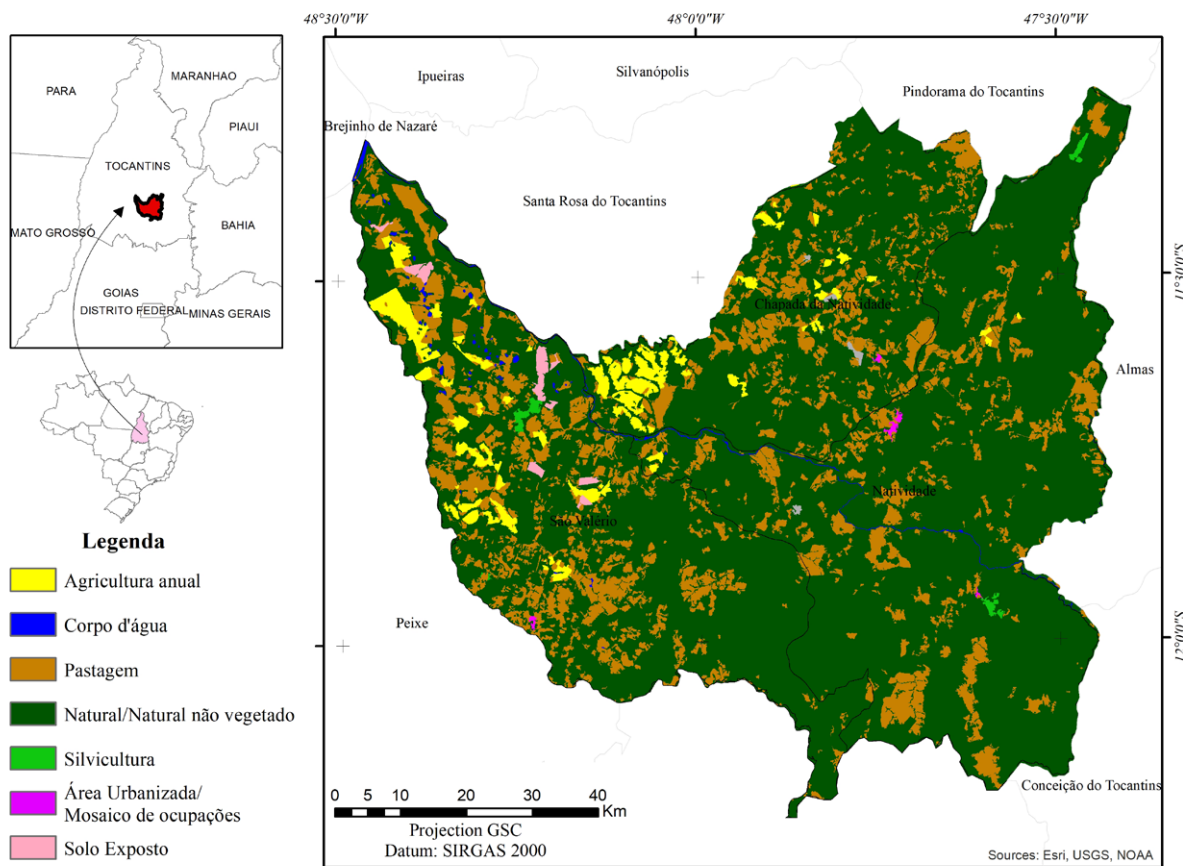 48°30'0"W
48°00'0"W
47°30'0"W
PARA
MARANHAO
PIAUI
TOCANTINS
BAHIA
MATO GROSSO
GOIAS
DISTRITO FEDERAL
MINAS GERAIS
Ipueiras
Silvanópolis
Pindorama do Tocantins
Brejinho de Nazaré
Santa Rosa do Tocantins
11°30'0"S
Chapada da Natividade
Almas
Natividade
São Valério
Peixe
12°00'0"S
Conceição do Tocantins
Legenda
Agricultura anual
Corpo d'água
Pastagem
Natural/Natural não vegetado
Silvicultura
Área Urbanizada/
Mosaico de ocupações
Solo Exposto
0 5 10 20 30 40
Km
Projection GSC
Datum: SIRGAS 2000
Sources: Esri, USGS, NOAA